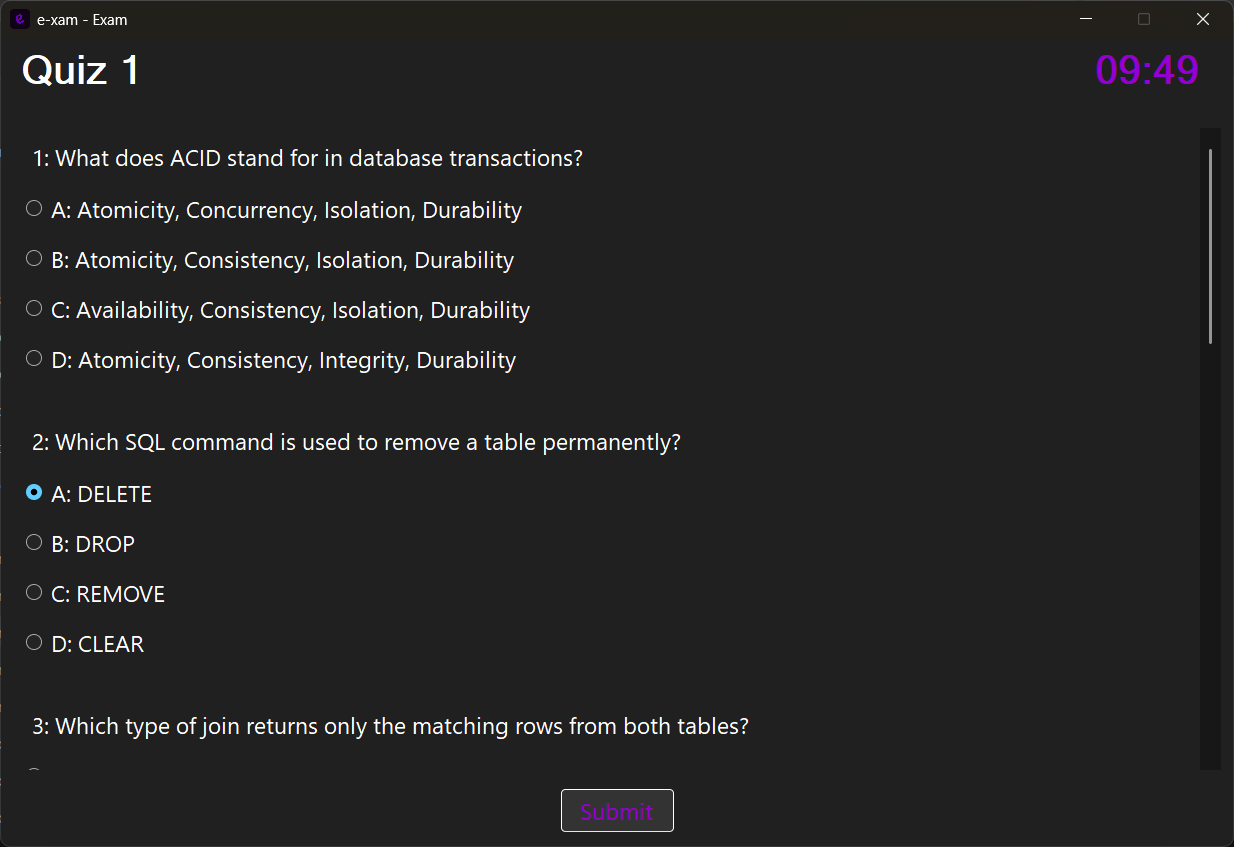 e-xam - Exam
Quiz 1
09:49
1: What does ACID stand for in database transactions?
A: Atomicity, Concurrency, Isolation, Durability
B: Atomicity, Consistency, Isolation, Durability
C: Availability, Consistency, Isolation, Durability
D: Atomicity, Consistency, Integrity, Durability
2: Which SQL command is used to remove a table permanently?
A: DELETE
B: DROP
C: REMOVE
D: CLEAR
3: Which type of join returns only the matching rows from both tables?
Submit